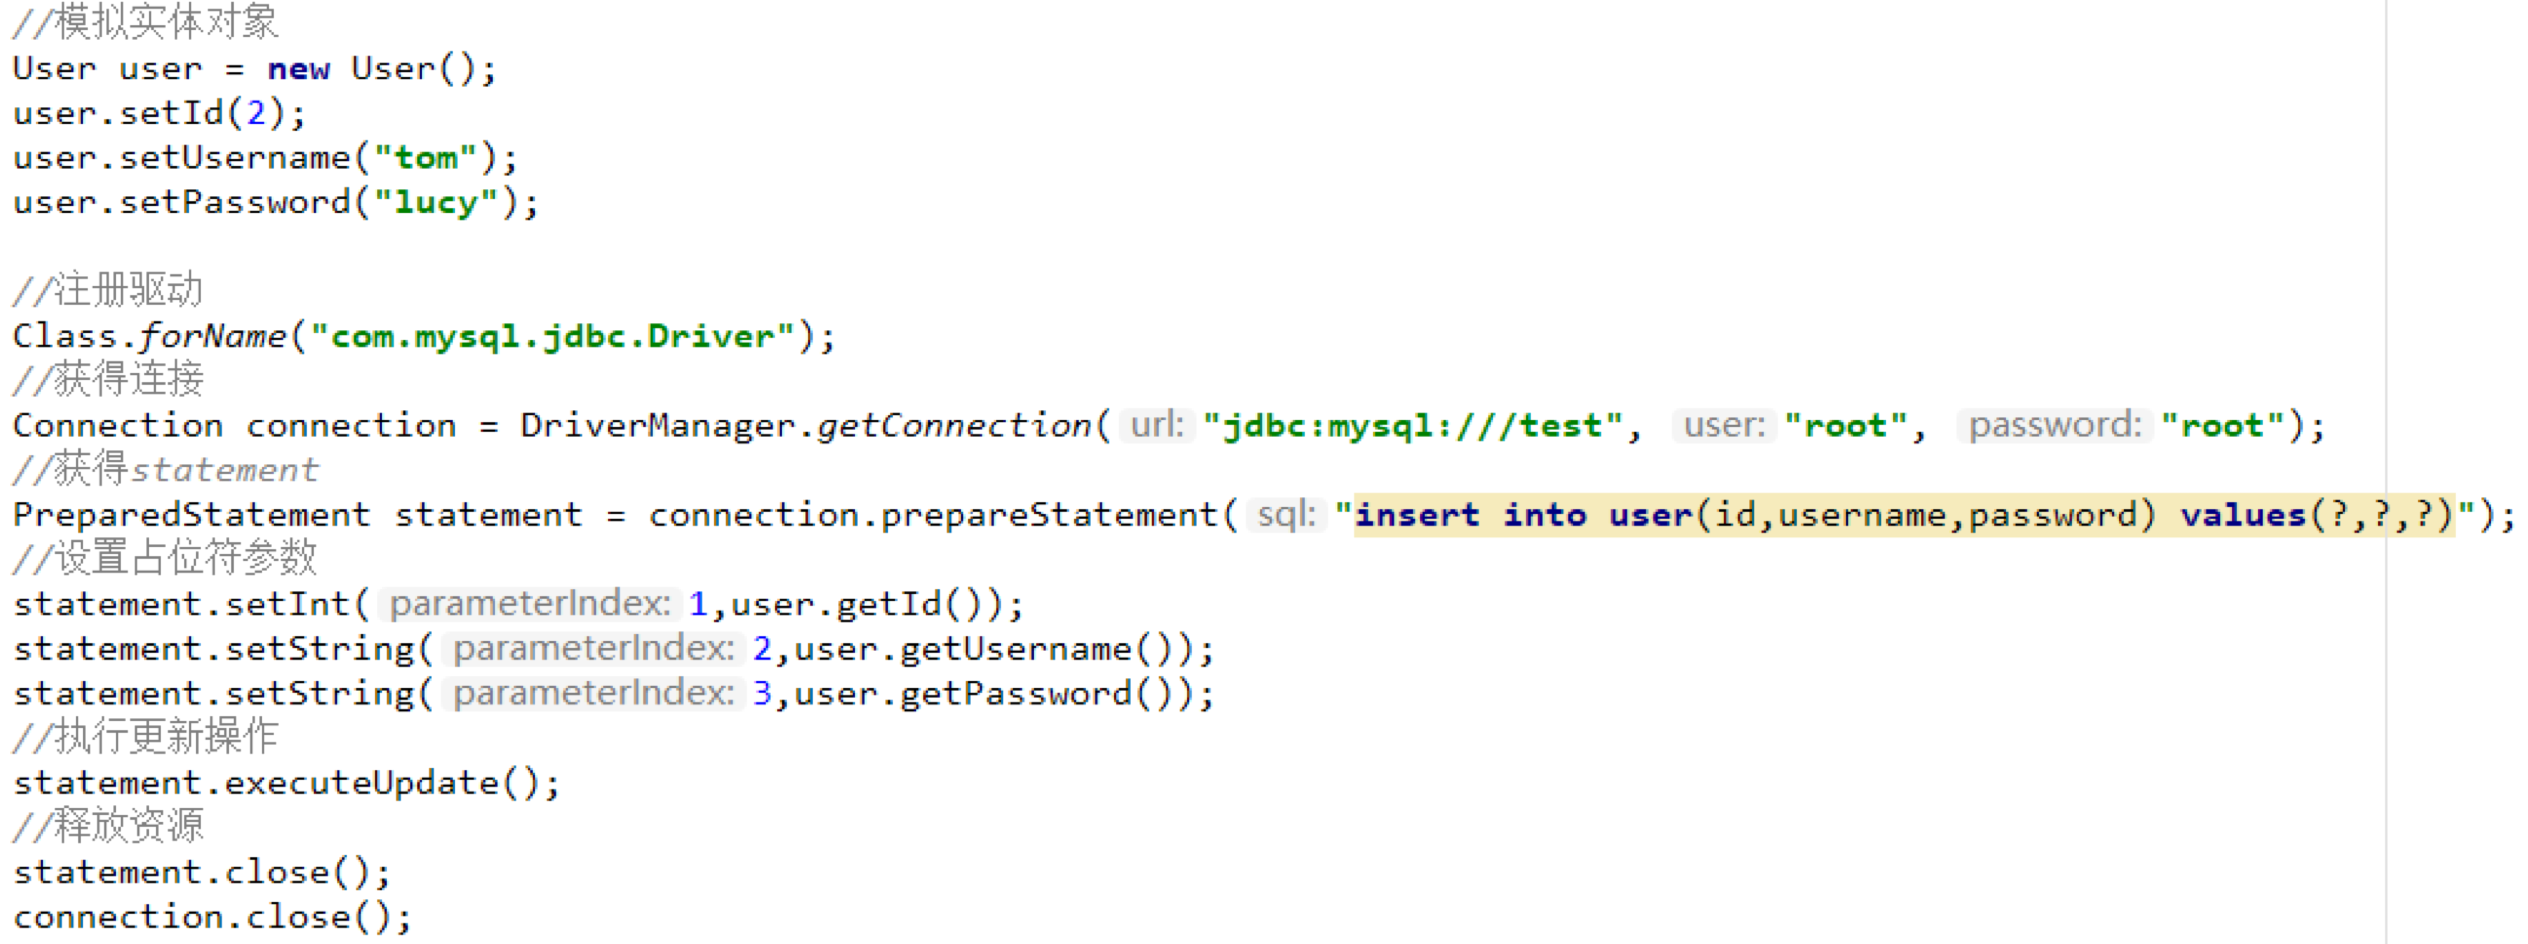 //模拟实体对象
User user = new User();
user.setId(2);
user.setUsername("tom");
user.setPassword("lucy");
//注册驱动
Class.forName("com.mysql.jdbc.Driver");
//获得连接
Connection connection = DriverManager.getConnection( url: "jdbc:mysql:///test", user: "root", password: "root");
//获得statement
PreparedStatement statement = connection.prepareStatement( sql: "insert into user(id,username,password) values(?,?,?)");
//设置占位符参数
statement.setInt( parameterIndex: 1,user.getId());
statement.setString( parameterIndex: 2,user.getUsername());
statement.setString( parameterIndex: 3,user.getPassword());
//执行更新操作
statement.executeUpdate();
//释放资源
statement.close();
connection.close();